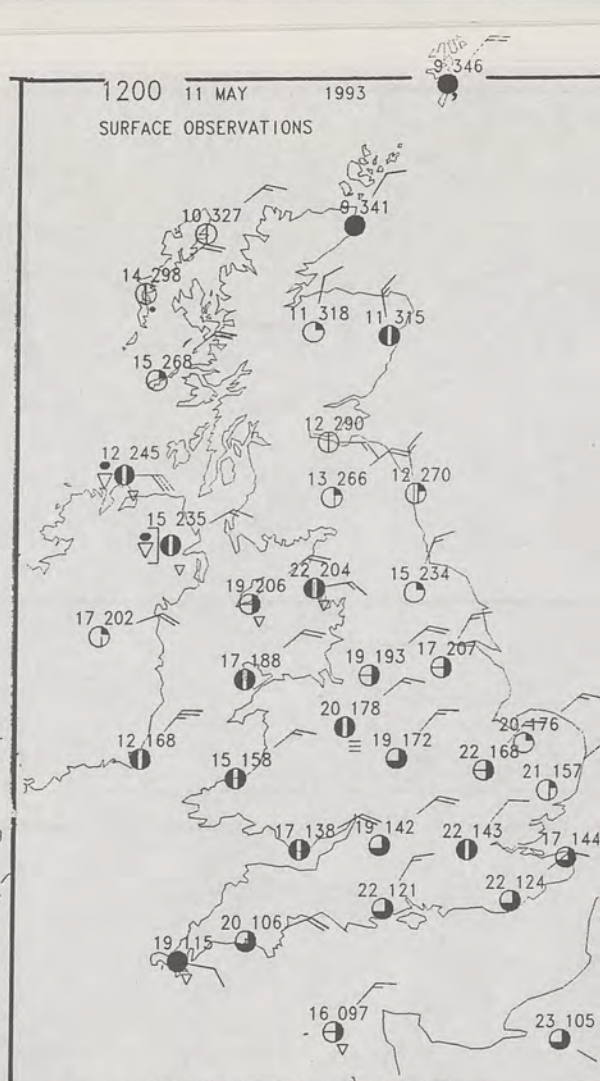 9 346
1200 11 MAY 1993
SURFACE OBSERVATIONS
10 327
9 341
14 298
11 318 11 315
15 268
12 290
12 245
13 266 12 270
15 235
22 204 15 234
19 206
17 202
17 188 19 193 17 207
20 178 20 176
12 168 15 158 19 172 22 168
21 157
17 138 19 142 22 143 17 144
22 121 22 124
20 106
19 115
16 097 23 105